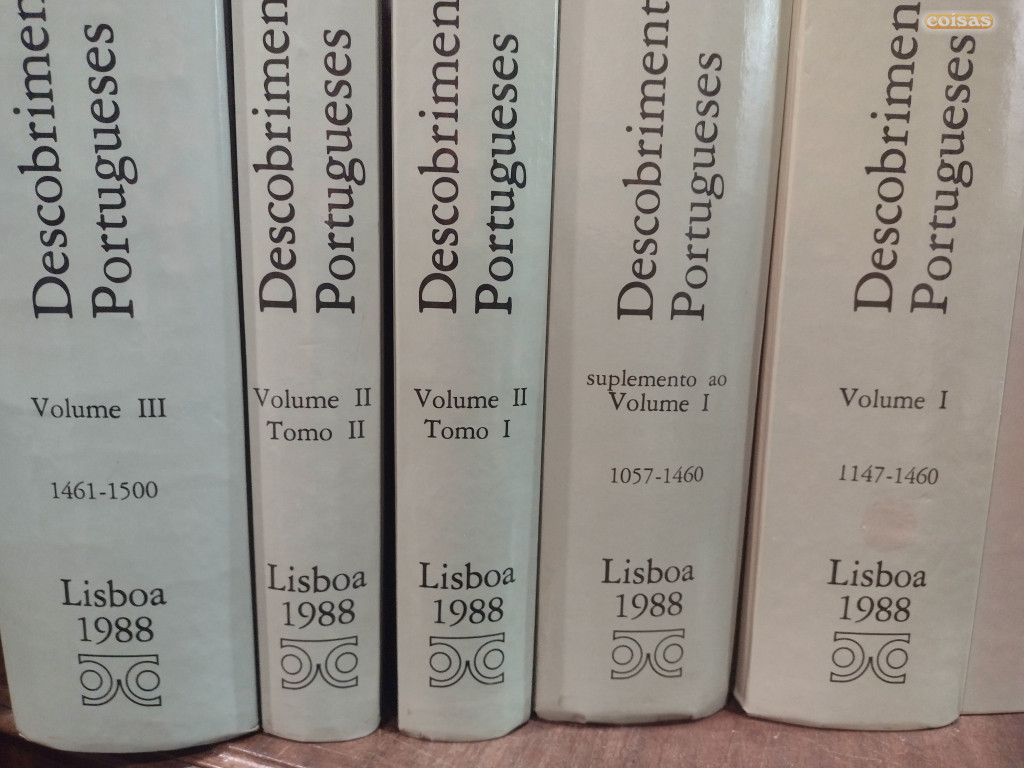 Descobrimen
Portugueses
Volume III
1461-1500
Lisboa
1988
Descobrimen
Portugueses
Volume II
Tomo II
Lisboa
1988
Descobrimen
Portugueses
Volume II
Tomo I
Lisboa
1988
Descobriment
Portugueses
suplemento ao
Volume I
1057-1460
Lisboa
1988
Descobrimen
Portugueses
Volume I
1147-1460
Lisboa
1988
coisas